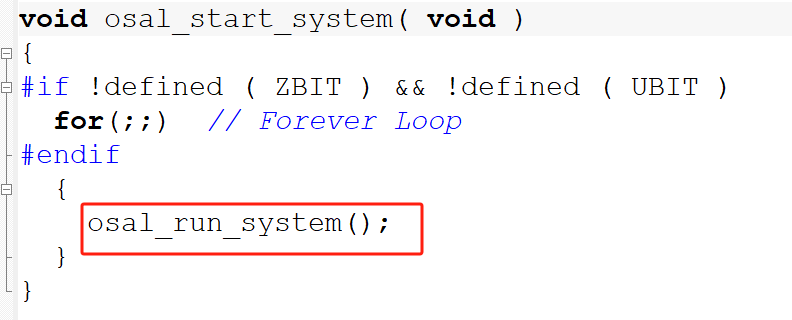 void osal_start_system( void )
{
#if !defined ( ZBIT ) && !defined ( UBIT )
  for(;;)  // Forever Loop
#endif
  {
    osal_run_system();
  }
}